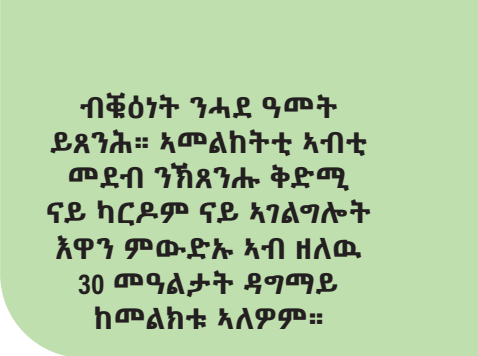 ብቑዕነት ንሓደ ዓመት
ይጸንሕ። ኣመልከትቲ ኣብቲ
መደብ ንኽጸንሑ ቅድሚ
ናይ ካርዶም ናይ ኣገልግሎት
እዋን ምውድኡ ኣብ ዘለዉ
30 መዓልታት ዳግማይ
ከመልክቱ ኣለዎም።